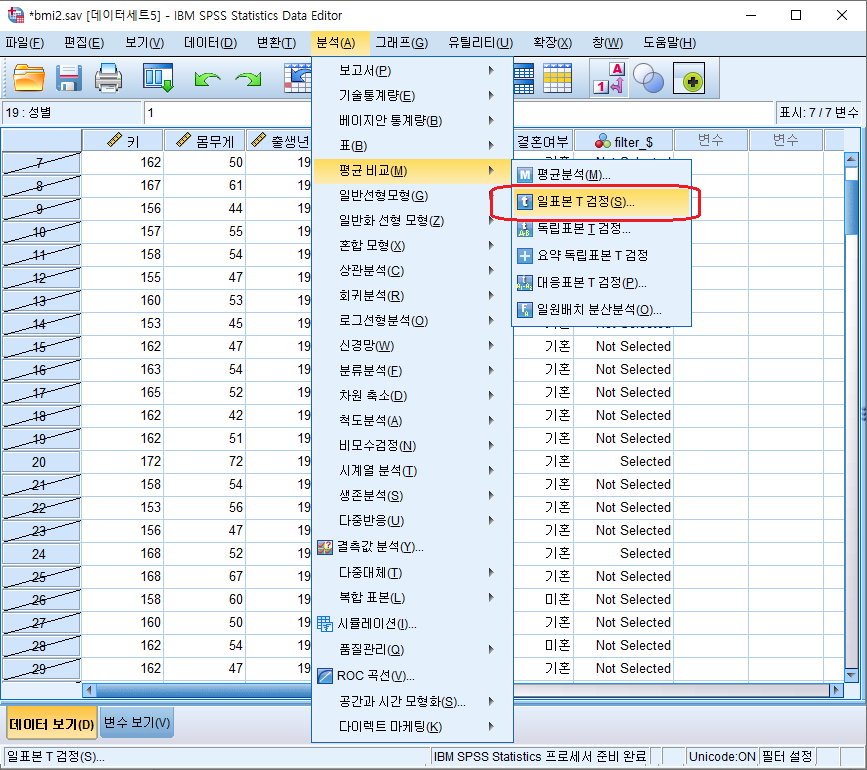 *bmi2.sav [데이터세트5] - IBM SPSS Statistics Data Editor
파일(F) 편집(E) 보기(V) 데이터(D) 변환(T) 분석(A) 그래프(G) 유틸리티(U) 확장(X) 창(W) 도움말(H)
19 : 성별 1 표시: 7 / 7 변수
키 몸무게 출생년 결혼여부 filter_$ 변수 변수
보고서(P)
기술통계량(E)
베이지안 통계량(B)
표(B)
평균 비교(M)
일반선형모형(G)
일반화 선형 모형(Z)
혼합 모형(X)
상관분석(C)
회귀분석(R)
로그선형분석(O)
신경망(W)
분류분석(F)
차원 축소(D)
척도분석(A)
비모수검정(N)
시계열 분석(T)
생존분석(S)
다중반응(U)
결측값 분석(Y)...
다중대체(T)
복합 표본(L)
시뮬레이션(I)...
품질관리(Q)
ROC 곡선(V)...
공간과 시간 모형화(S)...
다이렉트 마케팅(K)
평균분석(M)...
일표본 T 검정(S)...
독립표본 T 검정...
요약 독립표본 T 검정
대응표본 T 검정(P)...
일원배치 분산분석(O)...
7 162 50 19
8 167 61 19
9 156 44 19
10 157 55 19
11 158 54 19
12 155 47 19
13 160 53 19
14 153 45 19
15 162 47 19 기혼 Not Selected
16 163 54 19 기혼 Not Selected
17 165 52 19 기혼 Not Selected
18 162 42 19 기혼 Not Selected
19 162 51 19 기혼 Not Selected
20 172 72 19 기혼 Selected
21 158 54 19 기혼 Not Selected
22 153 56 19 기혼 Not Selected
23 156 47 19 기혼 Not Selected
24 168 52 19 기혼 Selected
25 168 67 19 기혼 Not Selected
26 158 60 19 미혼 Not Selected
27 160 50 19 기혼 Not Selected
28 162 54 19 미혼 Not Selected
29 162 47 19 기혼 Not Selected
데이터 보기(D) 변수 보기(V)
일표본 T 검정(S)... IBM SPSS Statistics 프로세서 준비 완료 Unicode:ON 필터 설정